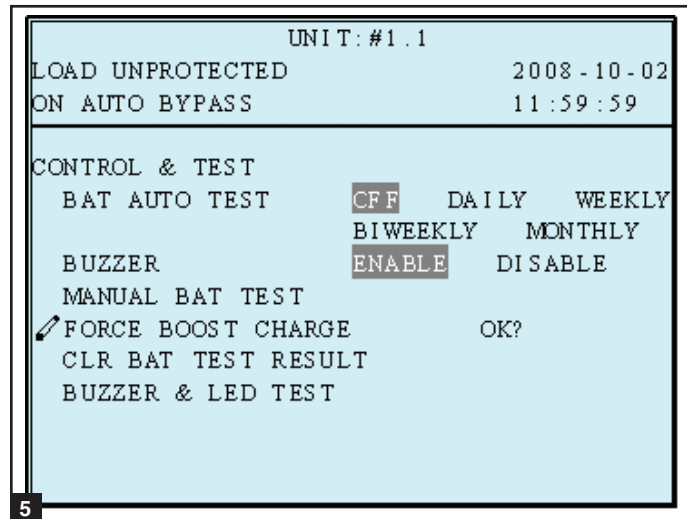 UNIT:#1.1
LOAD UNPROTECTED 2008-10-02
ON AUTO BYPASS 11:59:59
CONTROL & TEST
BAT AUTO TEST CFF DAILY WEEKLY
BIWEEKLY MONTHLY
BUZZER ENABLE DISABLE
MANUAL BAT TEST
FORCE BOOST CHARGE OK?
CLR BAT TEST RESULT
BUZZER & LED TEST
5